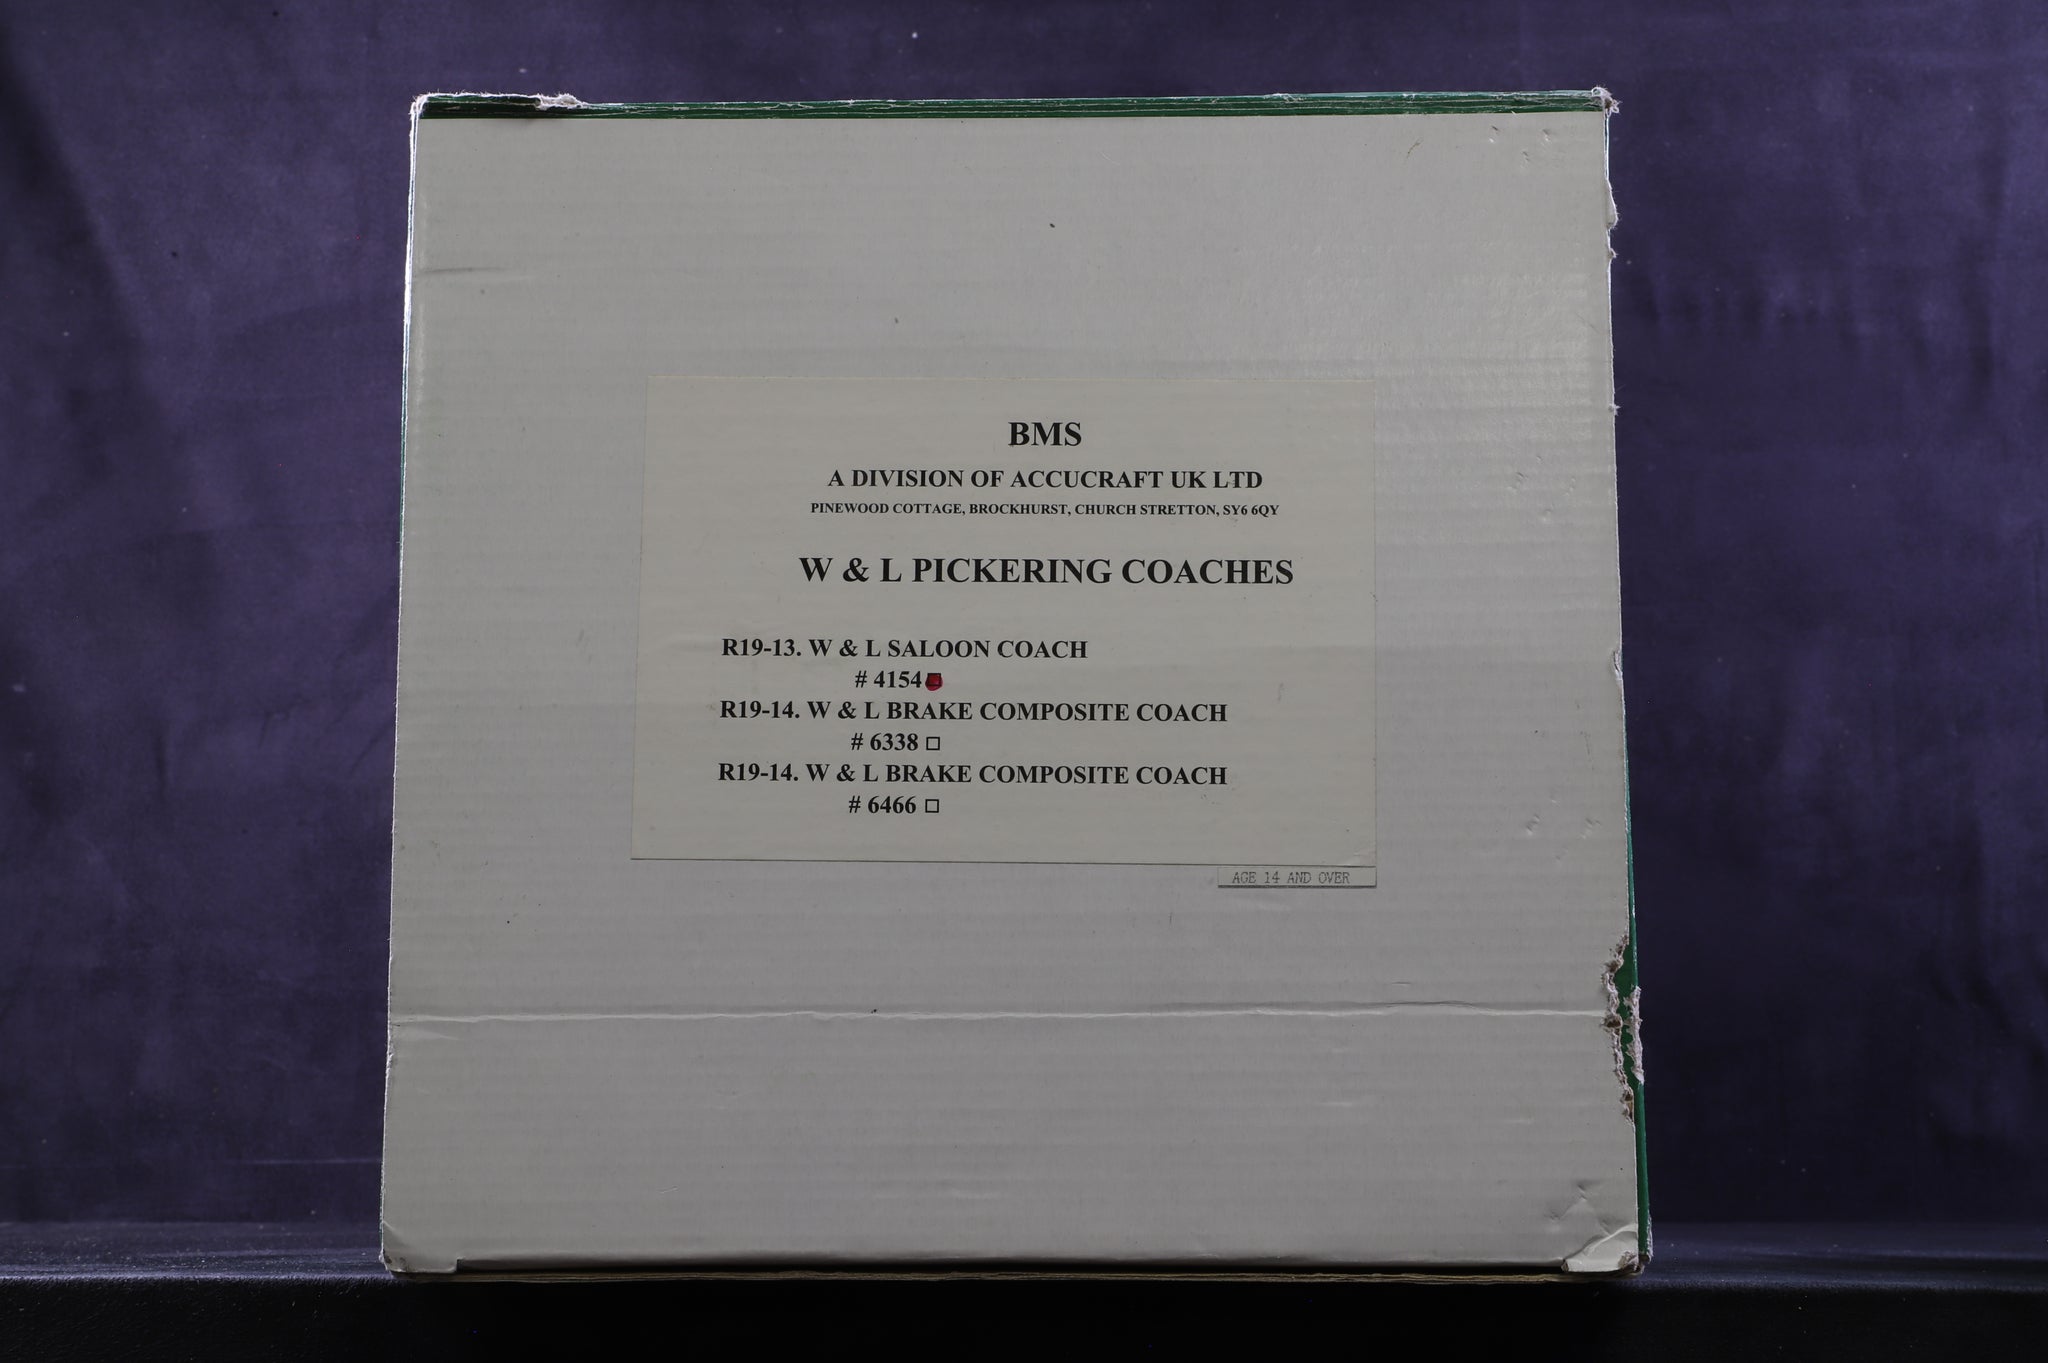 BMS
A DIVISION OF ACCUCRAFT UK LTD
PINEWOOD COTTAGE, BROCKHURST, CHURCH STRETTON, SY6 6QY
W & L PICKERING COACHES
R19-13. W & L SALOON COACH
# 4154
R19-14. W & L BRAKE COMPOSITE COACH
# 6338 □
R19-14. W & L BRAKE COMPOSITE COACH
# 6466 □
AGE 14 AND OVER